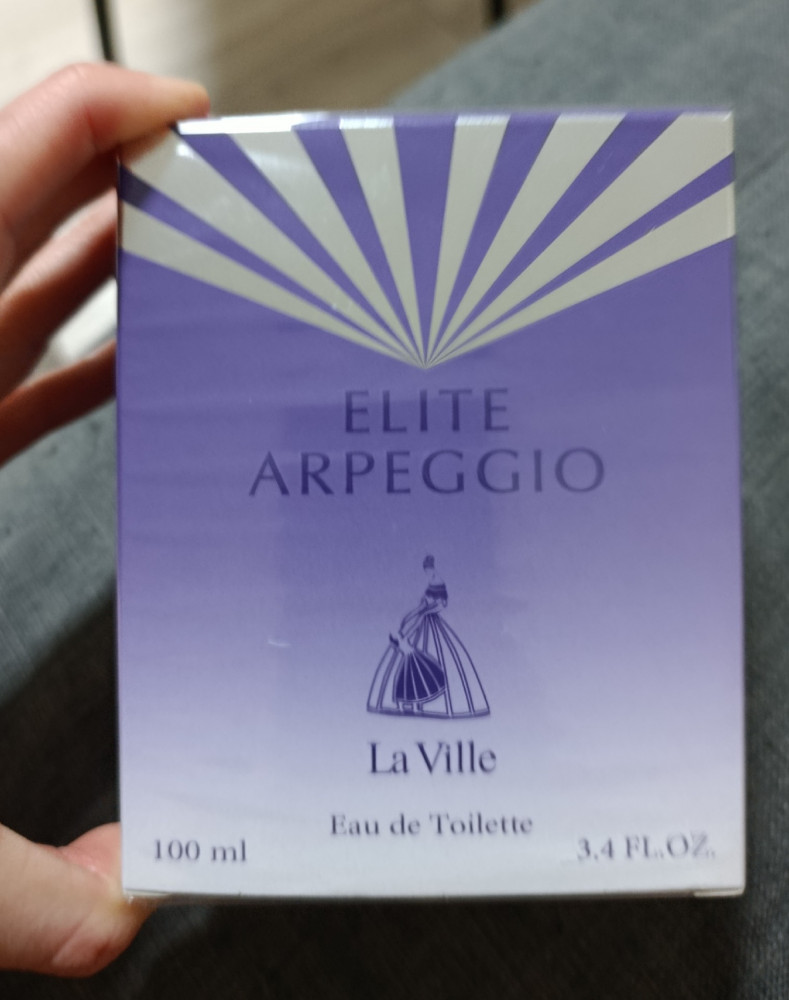 ELITE
ARPEGGIO
La Ville
Eau de Toilette
100 ml
3.4 FL.OZ.